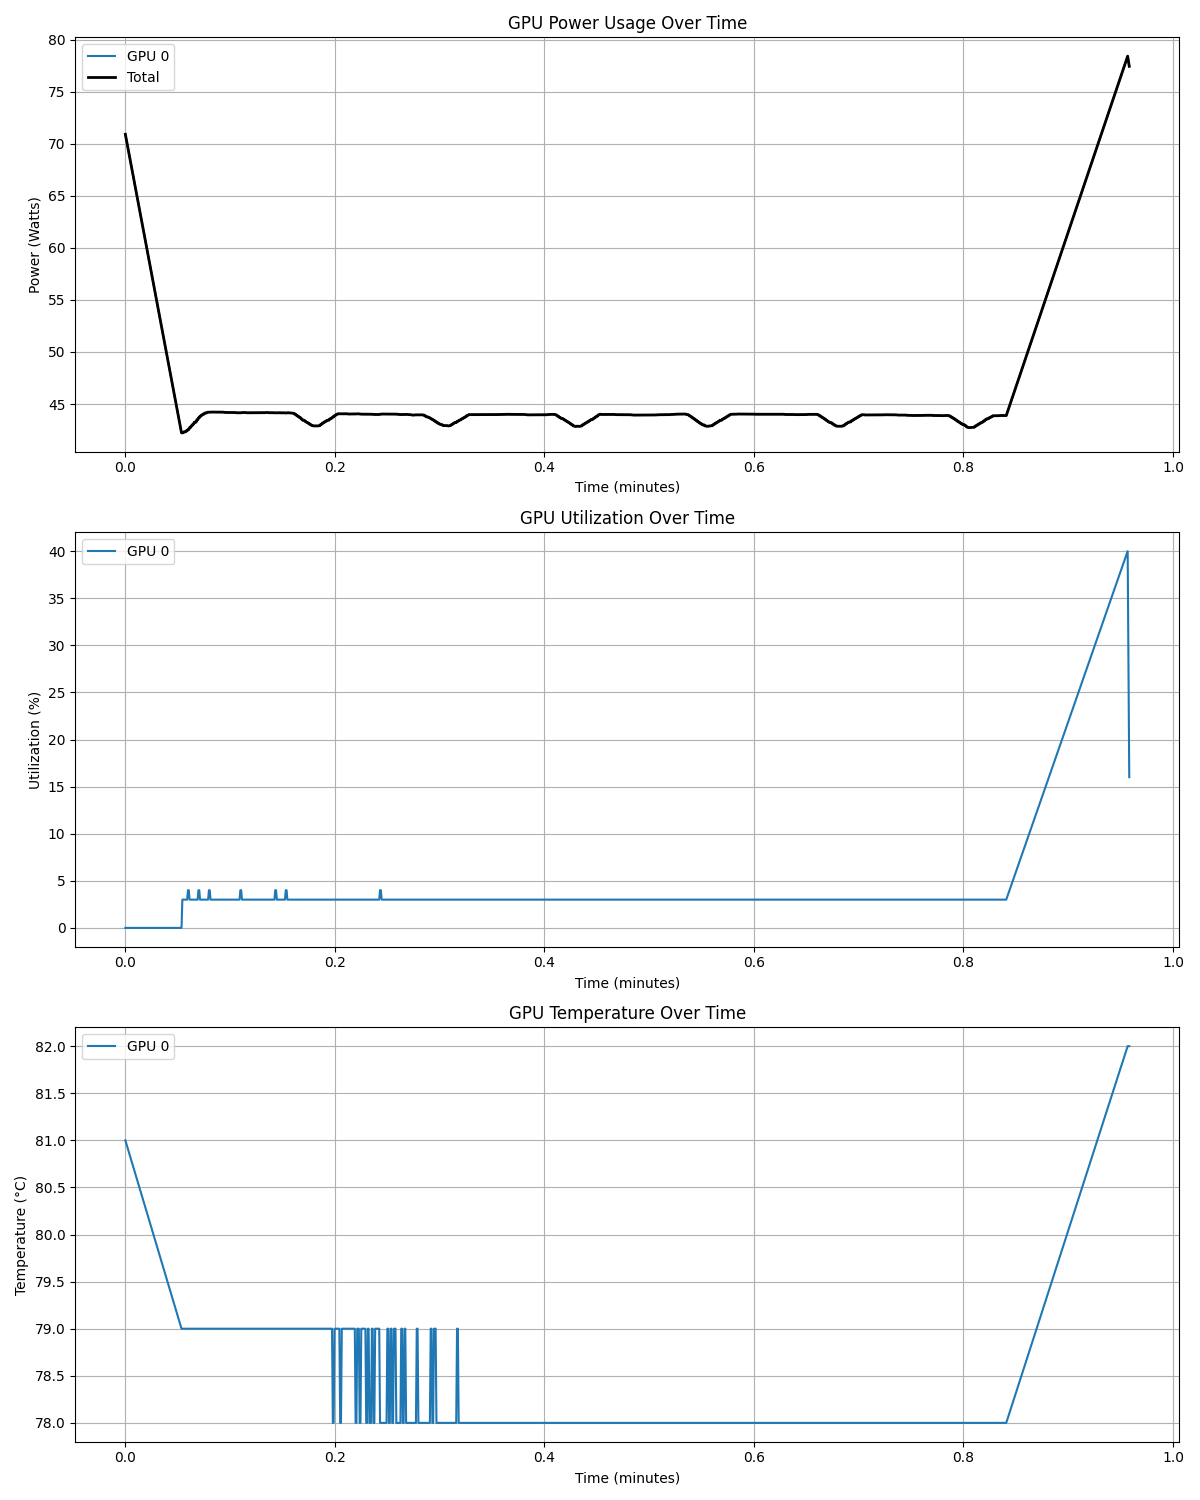 GPU Power Usage Over Time
80
75
70
65
60
55
50
45
Power (Watts)
GPU 0
Total
0.0 0.2 0.4 0.6 0.8 1.0
Time (minutes)
GPU Utilization Over Time
40
35
30
25
20
15
10
5
0
Utilization (%)
GPU 0
0.0 0.2 0.4 0.6 0.8 1.0
Time (minutes)
GPU Temperature Over Time
82.0
81.5
81.0
80.5
80.0
79.5
79.0
78.5
78.0
Temperature (°C)
GPU 0
0.0 0.2 0.4 0.6 0.8 1.0
Time (minutes)